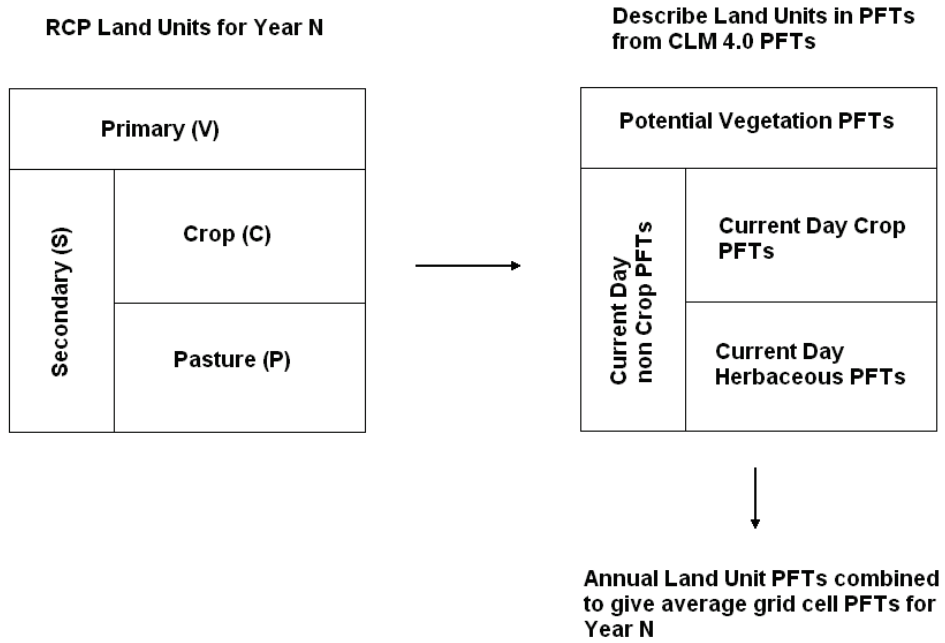 RCP Land Units for Year N
Describe Land Units in PFTs
from CLM 4.0 PFTs
Primary (V)
Secondary (S)
Crop (C)
Pasture (P)
Potential Vegetation PFTs
Current Day
non Crop PFTs
Current Day Crop
PFTs
Current Day
Herbaceous PFTs
Annual Land Unit PFTs combined
to give average grid cell PFTs for
Year N